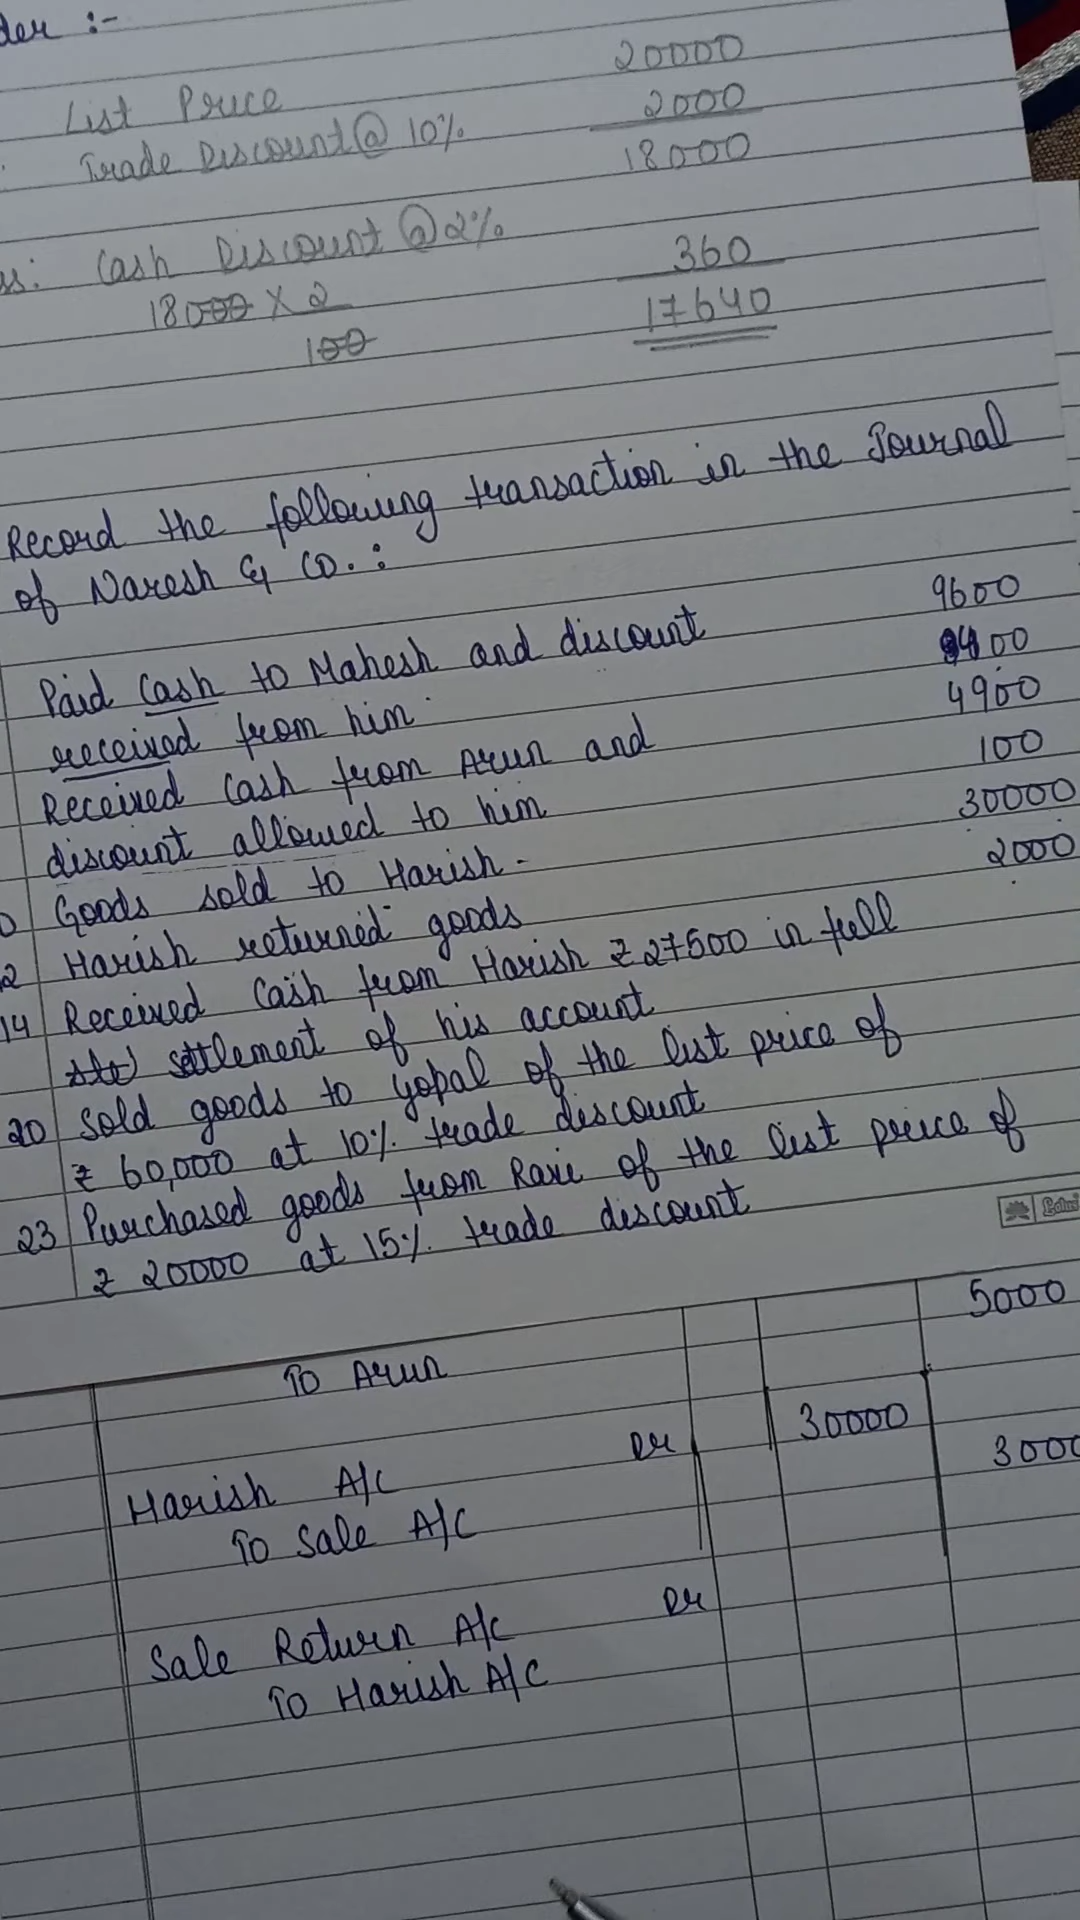 der :-
List Price 20000
Trade Discount @ 10% 2000
18000
ss: Cash Discount @ 2% 360
18000 X 2 17640
100
Record the following transaction in the Journal
of Naresh & Co. :
Paid Cash to Mahesh and discount 9600
received from him 400
Received Cash from Arun and 4900
discount allowed to him 100
0 Goods sold to Harish - 30000
2 Harish returned goods 2000
14 Received Cash from Harish ₹ 27500 in full
settlement of his account
20 Sold goods to Gopal of the list price of
₹ 60,000 at 10% trade discount
23 Purchased goods from Ravi of the list price of
₹ 20000 at 15% trade discount
To Arun 5000
Harish A/C Dr 30000
To Sale A/C 3000
Sale Return A/c Dr
To Harish A/C